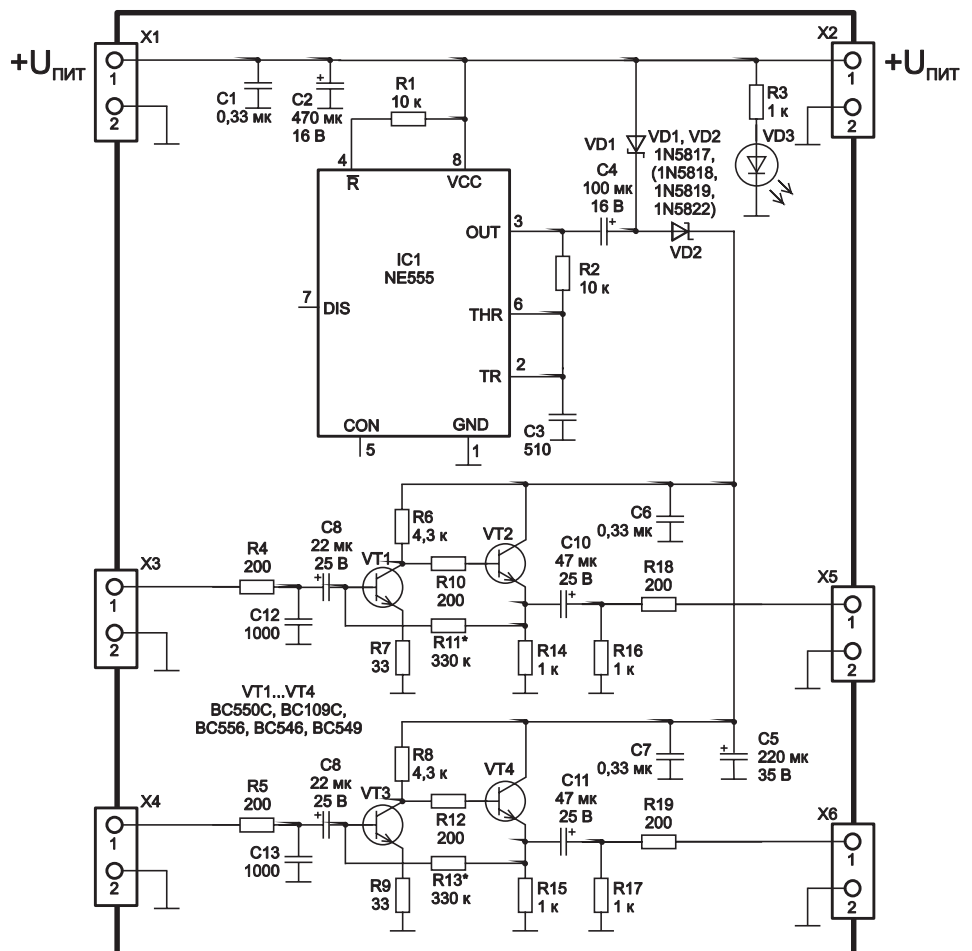 X1
X2
+UПИТ
+UПИТ
1
2
1
2
C1
0,33 мк
C2
470 мк
16 В
+
R1
10 к
R3
1 к
VD3
4
8
R
VCC
VD1
VD1, VD2
1N5817,
(1N5818,
1N5819,
1N5822)
C4
100 мк
16 В
+
VD2
3
OUT
IC1
NE555
R2
10 к
7
DIS
6
THR
2
TR
C3
510
CON
GND
5
1
R6
4,3 к
VT2
C6
0,33 мк
C8
22 мк
25 В
+
VT1
C10
47 мк
25 В
+
X3
R4
200
R10
200
R18
200
X5
1
2
1
2
C12
1000
R7
33
R11*
330 к
R14
1 к
R16
1 к
VT1...VT4
BC550C, BC109C,
BC556, BC546, BC549
R8
4,3 к
VT4
C7
0,33 мк
+
C5
220 мк
35 В
C8
22 мк
25 В
+
VT3
C11
47 мк
25 В
+
X4
R5
200
R12
200
R19
200
X6
1
2
1
2
C13
1000
R9
33
R13*
330 к
R15
1 к
R17
1 к